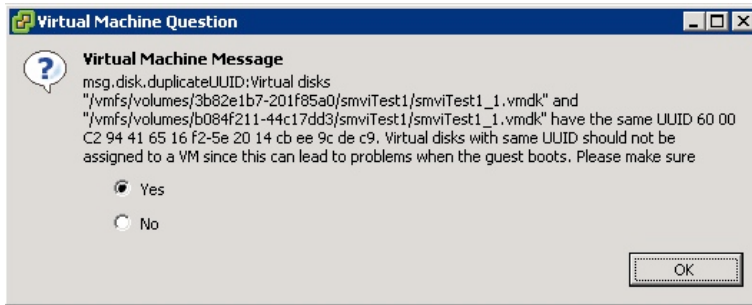 Virtual Machine Question
Virtual Machine Message
msg.disk.duplicateUUID:Virtual disks
"/vmfs/volumes/3b82e1b7-201f85a0/smviTest1/smviTest1_1.vmdk" and
"/vmfs/volumes/b084f211-44c17dd3/smviTest1/smviTest1_1.vmdk" have the same UUID 60 00
C2 94 41 65 16 f2-5e 20 14 cb ee 9c de c9. Virtual disks with same UUID should not be
assigned to a VM since this can lead to problems when the guest boots. Please make sure
Yes
No
OK